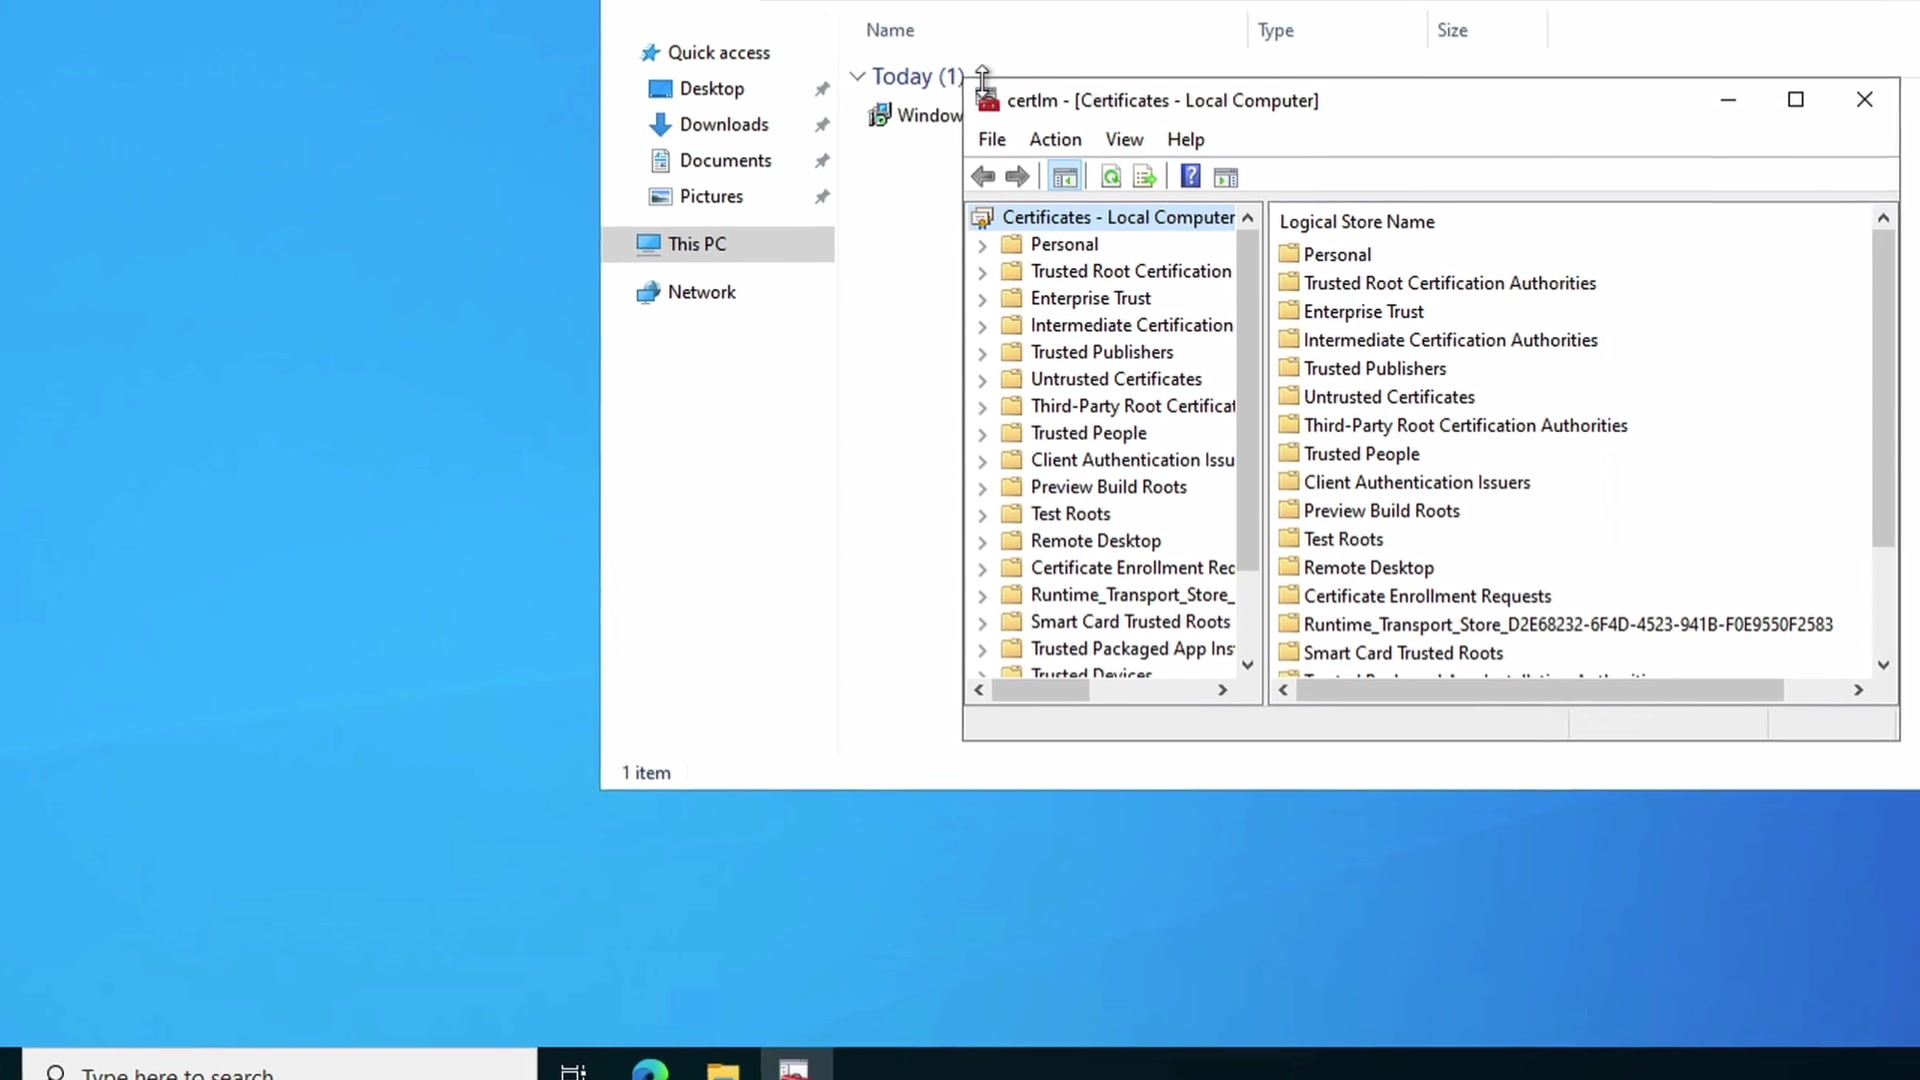 Name Type Size
Quick access
Desktop
Downloads
Documents
Pictures
This PC
Network
Today (1)
Window
certlm - [Certificates - Local Computer]
File Action View Help
Certificates - Local Computer
Personal
Trusted Root Certification
Enterprise Trust
Intermediate Certification
Trusted Publishers
Untrusted Certificates
Third-Party Root Certificat
Trusted People
Client Authentication Issu
Preview Build Roots
Test Roots
Remote Desktop
Certificate Enrollment Req
Runtime_Transport_Store_
Smart Card Trusted Roots
Trusted Packaged App Ins
Trusted Devices
Logical Store Name
Personal
Trusted Root Certification Authorities
Enterprise Trust
Intermediate Certification Authorities
Trusted Publishers
Untrusted Certificates
Third-Party Root Certification Authorities
Trusted People
Client Authentication Issuers
Preview Build Roots
Test Roots
Remote Desktop
Certificate Enrollment Requests
Runtime_Transport_Store_D2E68232-6F4D-4523-941B-F0E9550F2583
Smart Card Trusted Roots
1 item
Type here to search